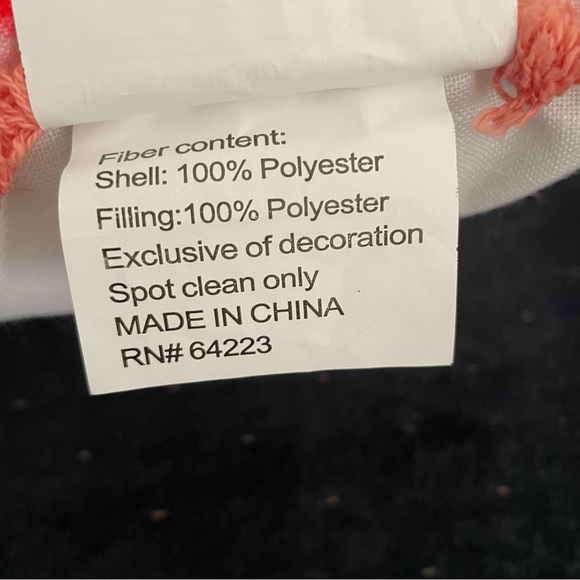 Fiber content:
Shell: 100% Polyester
Filling:100% Polyester
Exclusive of decoration
Spot clean only
MADE IN CHINA
RN# 64223